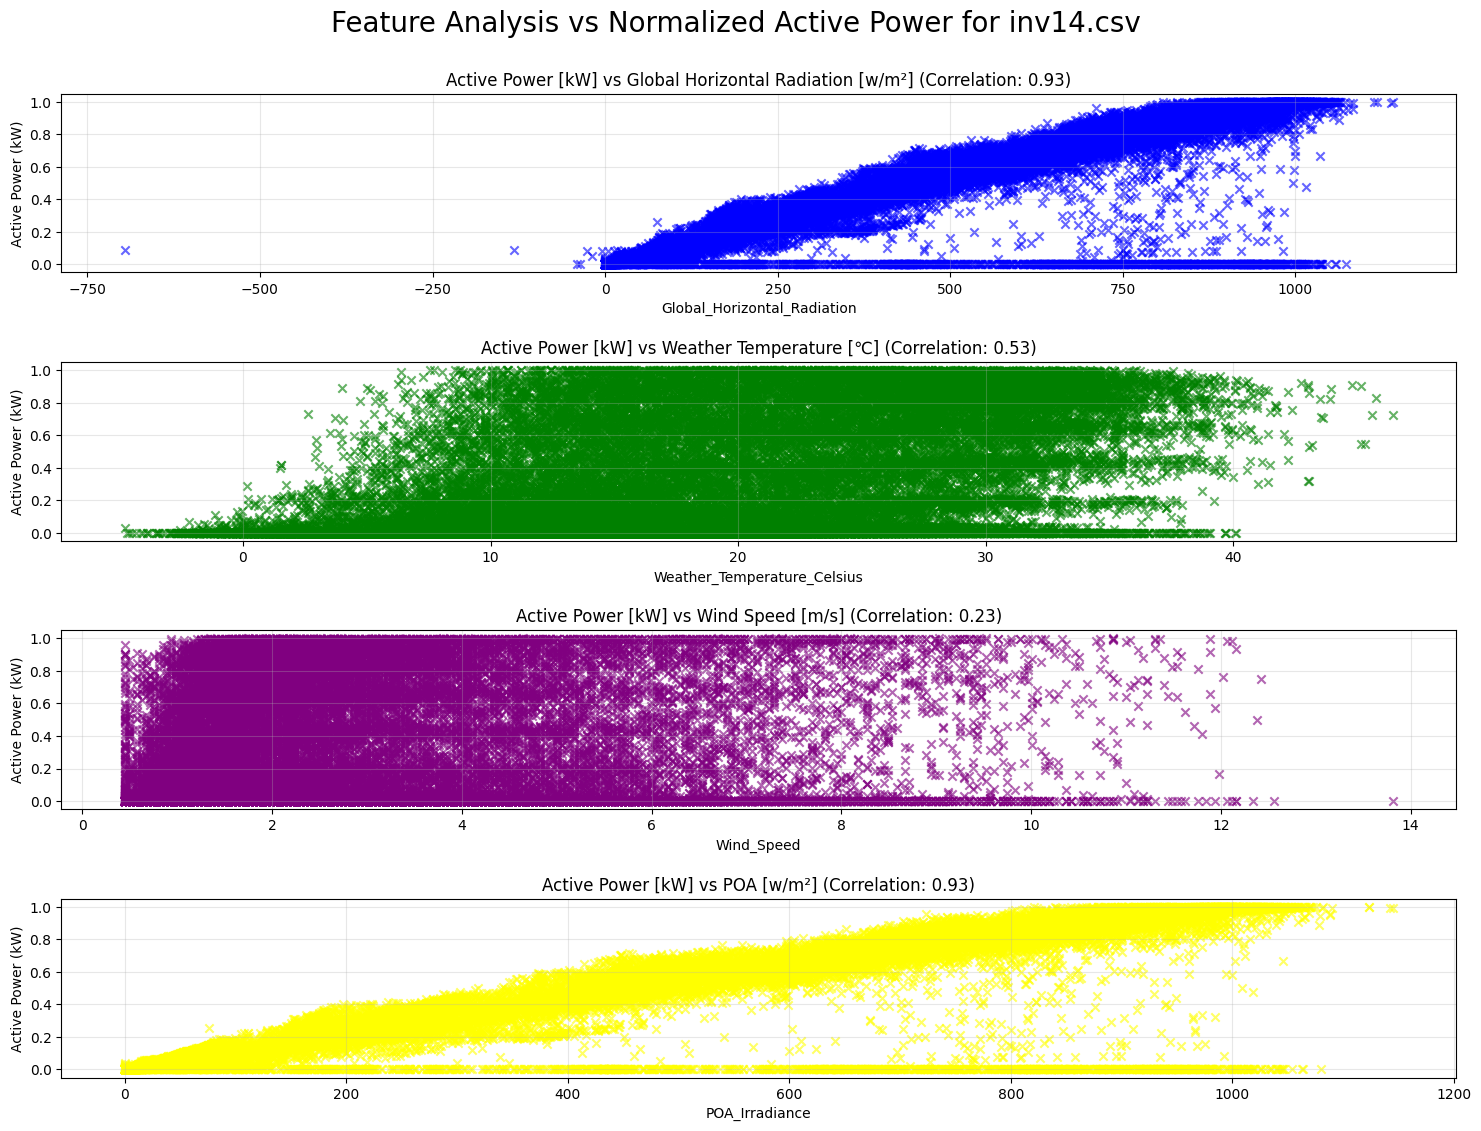 Feature Analysis vs Normalized Active Power for inv14.csv
Active Power [kW] vs Global Horizontal Radiation [w/m²] (Correlation: 0.93)
Active Power (kW)
1.0
0.8
0.6
0.4
0.2
0.0
−750 −500 −250 0 250 500 750 1000
Global_Horizontal_Radiation
Active Power [kW] vs Weather Temperature [℃] (Correlation: 0.53)
Active Power (kW)
1.0
0.8
0.6
0.4
0.2
0.0
0 10 20 30 40
Weather_Temperature_Celsius
Active Power [kW] vs Wind Speed [m/s] (Correlation: 0.23)
Active Power (kW)
1.0
0.8
0.6
0.4
0.2
0.0
0 2 4 6 8 10 12 14
Wind_Speed
Active Power [kW] vs POA [w/m²] (Correlation: 0.93)
Active Power (kW)
1.0
0.8
0.6
0.4
0.2
0.0
0 200 400 600 800 1000 1200
POA_Irradiance